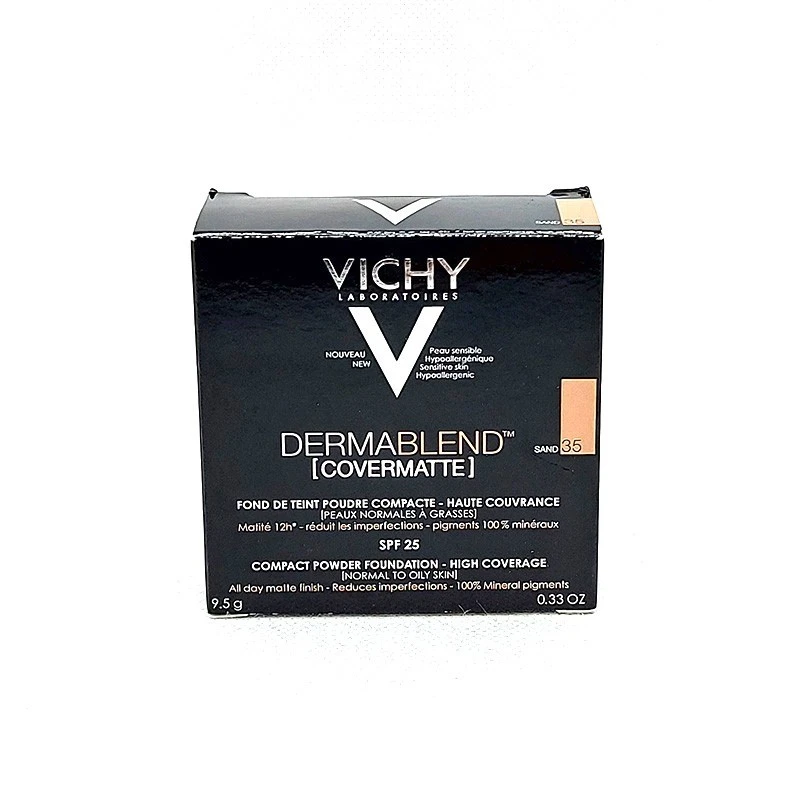 SAND 35
VICHY
LABORATOIRES
NOUVEAU
NEW
Peau sensible
Hypoallergénique
Sensitive skin
Hypoallergenic
DERMABLEND™
[COVERMATTE]
SAND 35
FOND DE TEINT POUDRE COMPACTE - HAUTE COUVRANCE
[PEAUX NORMALES À GRASSES]
Matité 12h* - réduit les imperfections - pigments 100% minéraux
SPF 25
COMPACT POWDER FOUNDATION - HIGH COVERAGE
[NORMAL TO OILY SKIN]
All day matte finish - Reduces imperfections - 100% Mineral pigments
9.5 g
0.33 OZ